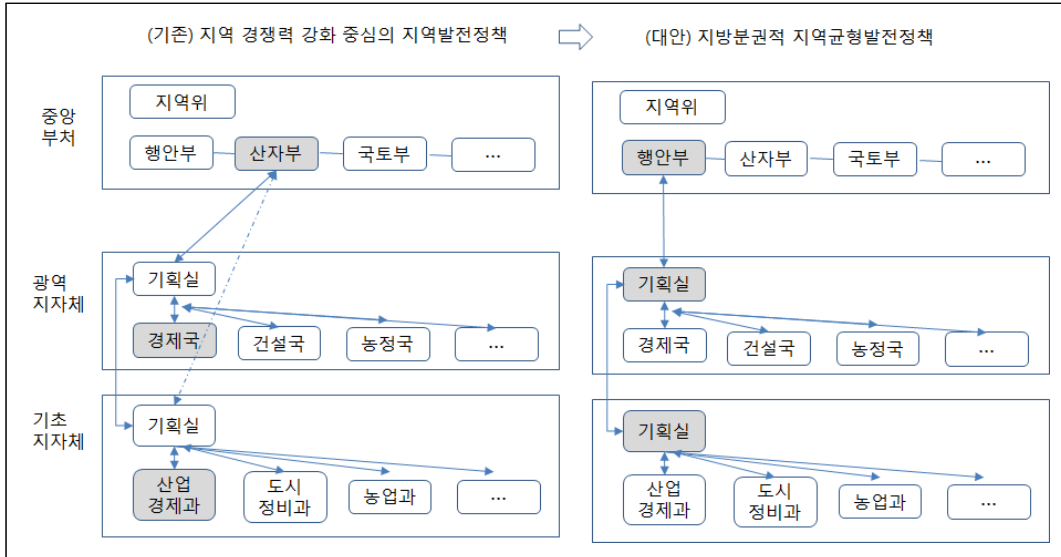 (기존) 지역 경쟁력 강화 중심의 지역발전정책
(대안) 지방분권적 지역균형발전정책
중앙
부처
지역위
행안부
산자부
국토부
...
지역위
행안부
산자부
국토부
...
광역
지자체
기획실
경제국
건설국
농정국
...
기획실
경제국
건설국
농정국
...
기초
지자체
기획실
산업
경제과
도시
정비과
농업과
...
기획실
산업
경제과
도시
정비과
농업과
...